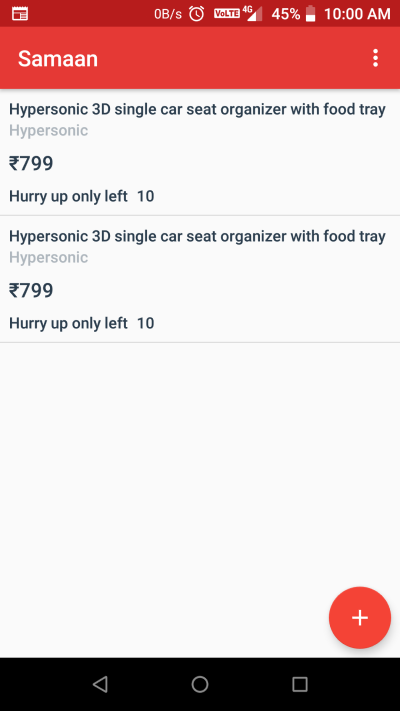 0B/s VoLTE 4G 45% 10:00 AM
Samaan
Hypersonic 3D single car seat organizer with food tray
Hypersonic
₹799
Hurry up only left 10
Hypersonic 3D single car seat organizer with food tray
Hypersonic
₹799
Hurry up only left 10
+